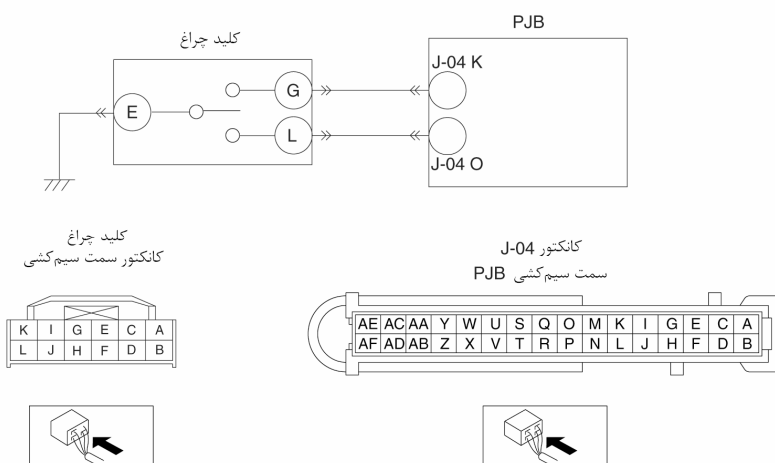 PJB
کلید چراغ
J-04 K
G
E
L
J-04 O
کلید چراغ
کانکتور سمت سیم‌کشی
کانکتور J-04
سمت سیم‌کشی PJB
K I G E C A
L J H F D B
AE AC AA Y W U S Q O M K I G E C A
AF AD AB Z X V T R P N L J H F D B